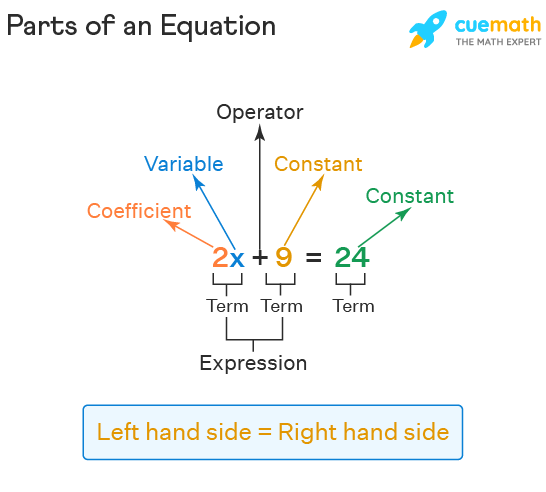 Parts of an Equation
cuemath
THE MATH EXPERT
Operator
Variable
Constant
Coefficient
Constant
2x + 9 = 24
Term Term Term
Expression
Left hand side = Right hand side